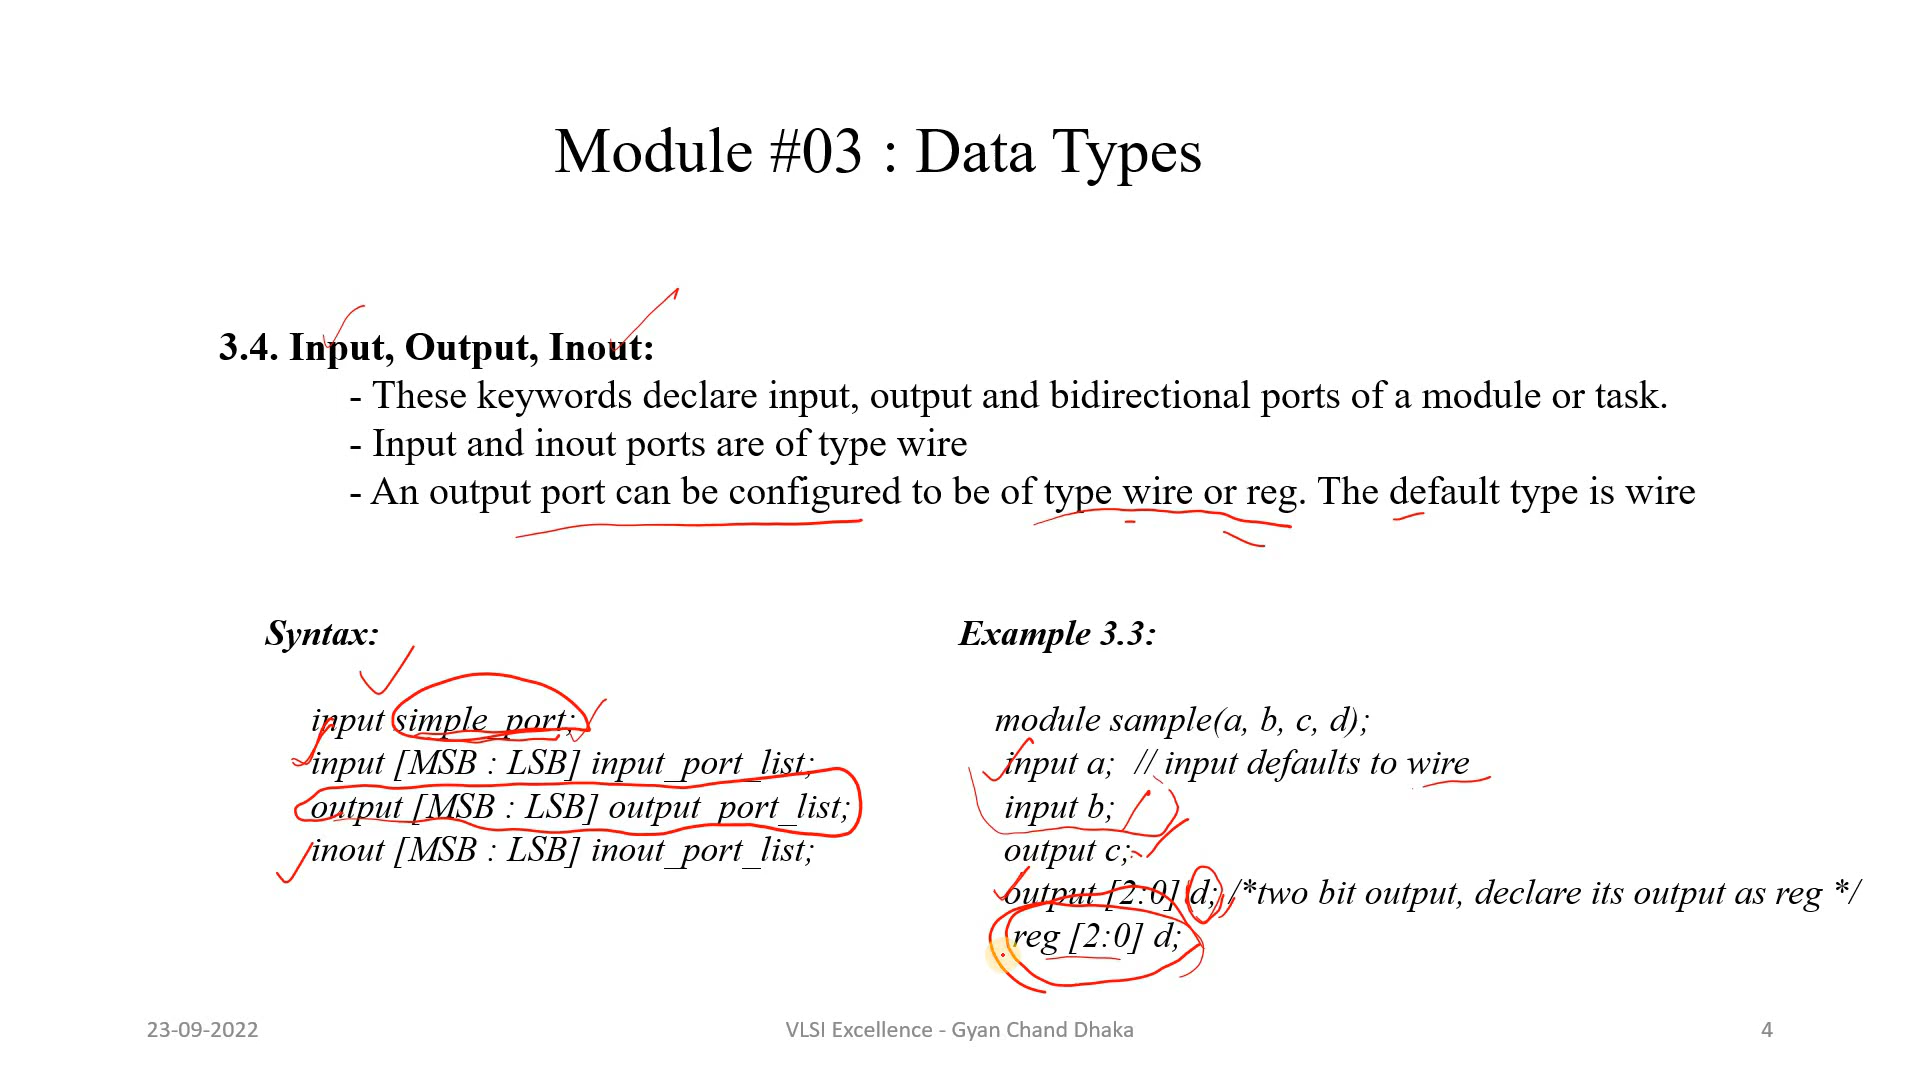 Module #03 : Data Types
3.4. Input, Output, Inout:
- These keywords declare input, output and bidirectional ports of a module or task.
- Input and inout ports are of type wire
- An output port can be configured to be of type wire or reg. The default type is wire
Syntax:
input simple_port;
input [MSB : LSB] input_port_list;
output [MSB : LSB] output_port_list;
inout [MSB : LSB] inout_port_list;
Example 3.3:
module sample(a, b, c, d);
input a; // input defaults to wire
input b;
output c;
output [2:0] d; /*two bit output, declare its output as reg */
reg [2:0] d;
23-09-2022
VLSI Excellence - Gyan Chand Dhaka
4